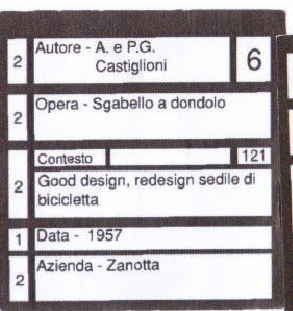 2 Autore - A. e P.G. 6
Castiglioni
2 Opera - Sgabello a dondolo
Contesto 121
2 Good design, redesign sedile di
bicicletta
1 Data - 1957
2 Azienda - Zanotta